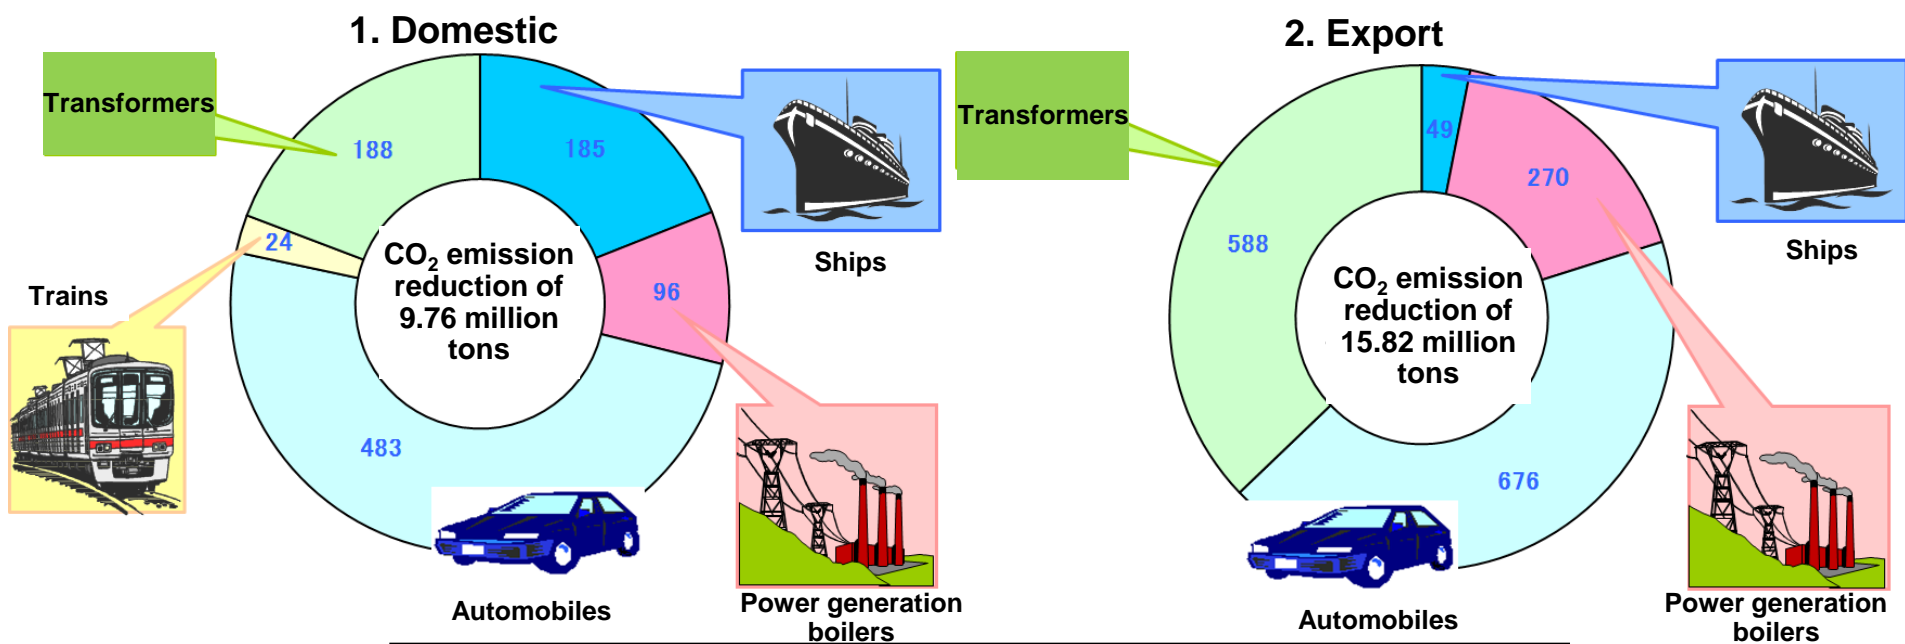 1. Domestic
Transformers
188
185
24
96
483
CO₂ emission
reduction of
9.76 million
tons
Ships
Trains
Automobiles
Power generation
boilers
2. Export
Transformers
49
270
588
676
CO₂ emission
reduction of
15.82 million
tons
Ships
Automobiles
Power generation
boilers